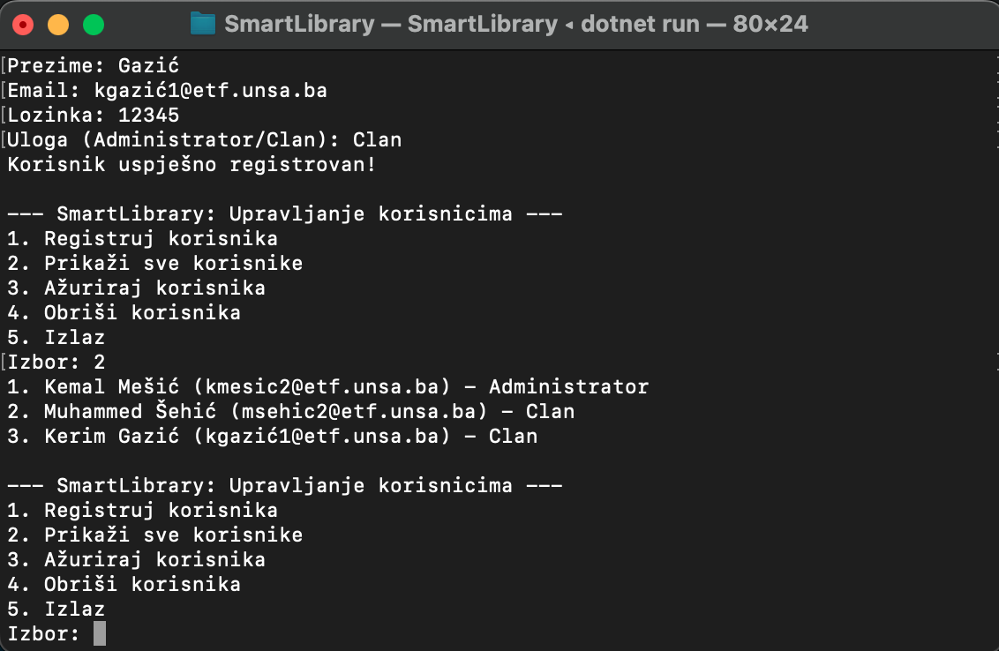 SmartLibrary — SmartLibrary ◂ dotnet run — 80×24
Prezime: Gazić
Email: kgazić1@etf.unsa.ba
Lozinka: 12345
Uloga (Administrator/Clan): Clan
Korisnik uspješno registrovan!
--- SmartLibrary: Upravljanje korisnicima ---
1. Registruj korisnika
2. Prikaži sve korisnike
3. Ažuriraj korisnika
4. Obriši korisnika
5. Izlaz
Izbor: 2
1. Kemal Mešić (kmesic2@etf.unsa.ba) - Administrator
2. Muhammed Šehić (msehic2@etf.unsa.ba) - Clan
3. Kerim Gazić (kgazić1@etf.unsa.ba) - Clan
--- SmartLibrary: Upravljanje korisnicima ---
1. Registruj korisnika
2. Prikaži sve korisnike
3. Ažuriraj korisnika
4. Obriši korisnika
5. Izlaz
Izbor: